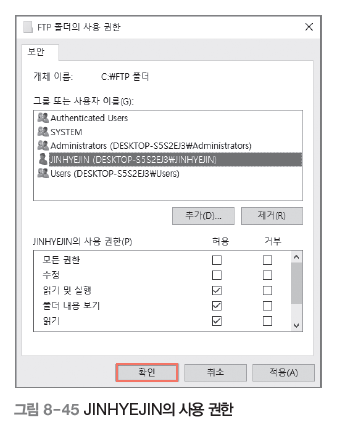 FTP 폴더의 사용 권한
보안
개체 이름: C:\FTP 폴더
그룹 또는 사용자 이름(G):
Authenticated Users
SYSTEM
Administrators (DESKTOP-S5S2EJ3\Administrators)
JINHYEJIN (DESKTOP-S5S2EJ3\JINHYEJIN)
Users (DESKTOP-S5S2EJ3\Users)
추가(D)... 제거(R)
JINHYEJIN의 사용 권한(P) 허용 거부
모든 권한
수정
읽기 및 실행
폴더 내용 보기
읽기
확인 취소 적용(A)
그림 8-45 JINHYEJIN의 사용 권한